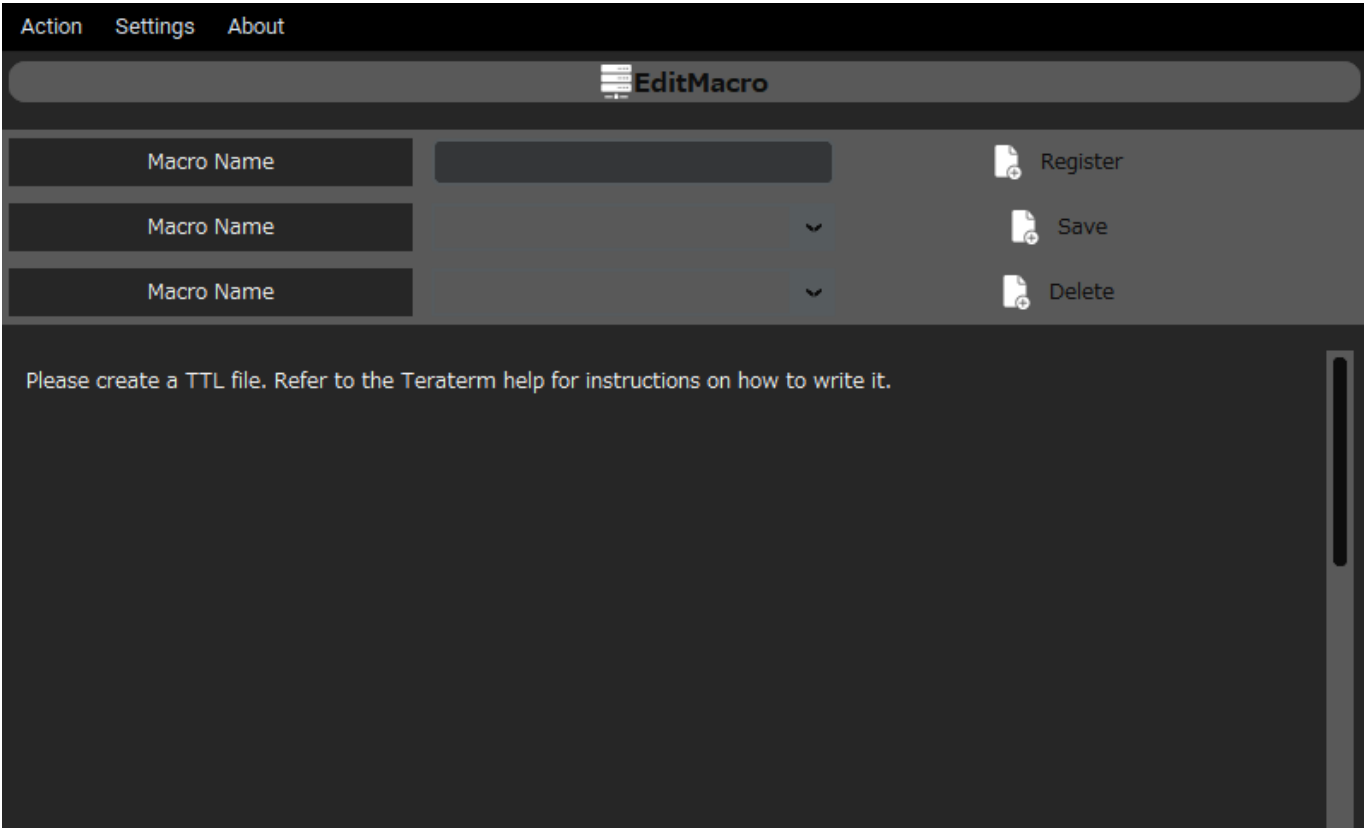 Action Settings About
EditMacro
Macro Name Register
Macro Name Save
Macro Name Delete
Please create a TTL file. Refer to the Teraterm help for instructions on how to write it.